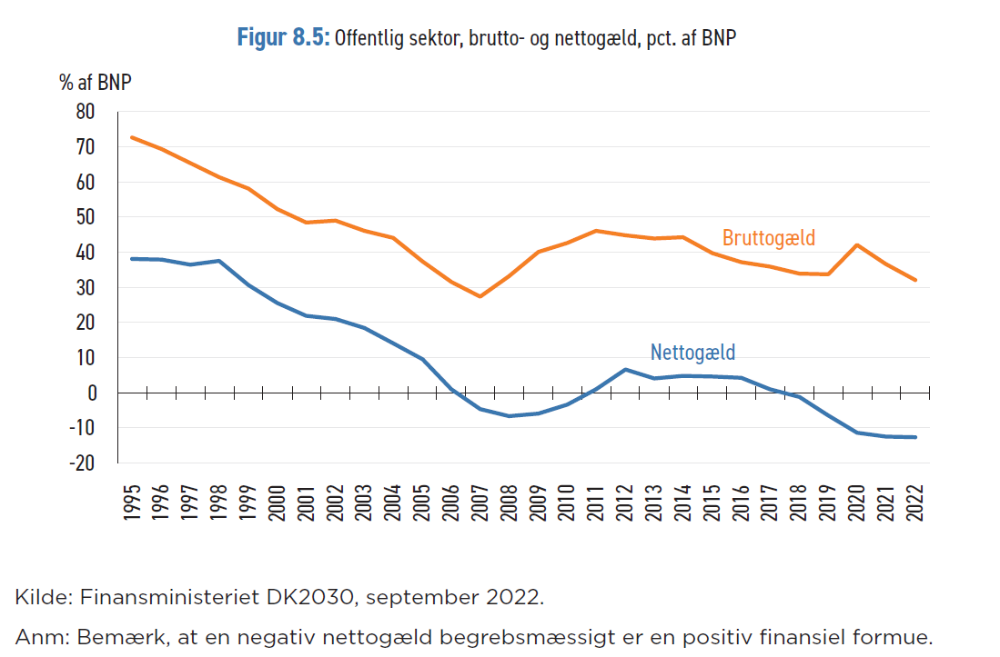 Figur 8.5: Offentlig sektor, brutto- og nettogæld, pct. af BNP
% af BNP
80
70
60
50
40
30
20
10
0
-10
-20
Bruttogæld
Nettogæld
1995 1996 1997 1998 1999 2000 2001 2002 2003 2004 2005 2006 2007 2008 2009 2010 2011 2012 2013 2014 2015 2016 2017 2018 2019 2020 2021 2022
Kilde: Finansministeriet DK2030, september 2022.
Anm: Bemærk, at en negativ nettogæld begrebsmæssigt er en positiv finansiel formue.